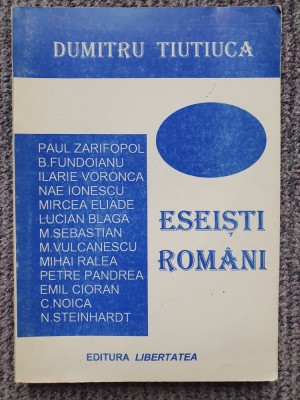 DUMITRU TIUTIUCA
PAUL ZARIFOPOL
B.FUNDOIANU
ILARIE VORONCA
NAE IONESCU
MIRCEA ELIADE
LUCIAN BLAGA
M.SEBASTIAN
M.VULCANESCU
MIHAI RALEA
PETRE PANDREA
EMIL CIORAN
C.NOICA
N.STEINHARDT
ESEIȘTI
ROMÂNI
EDITURA LIBERTATEA